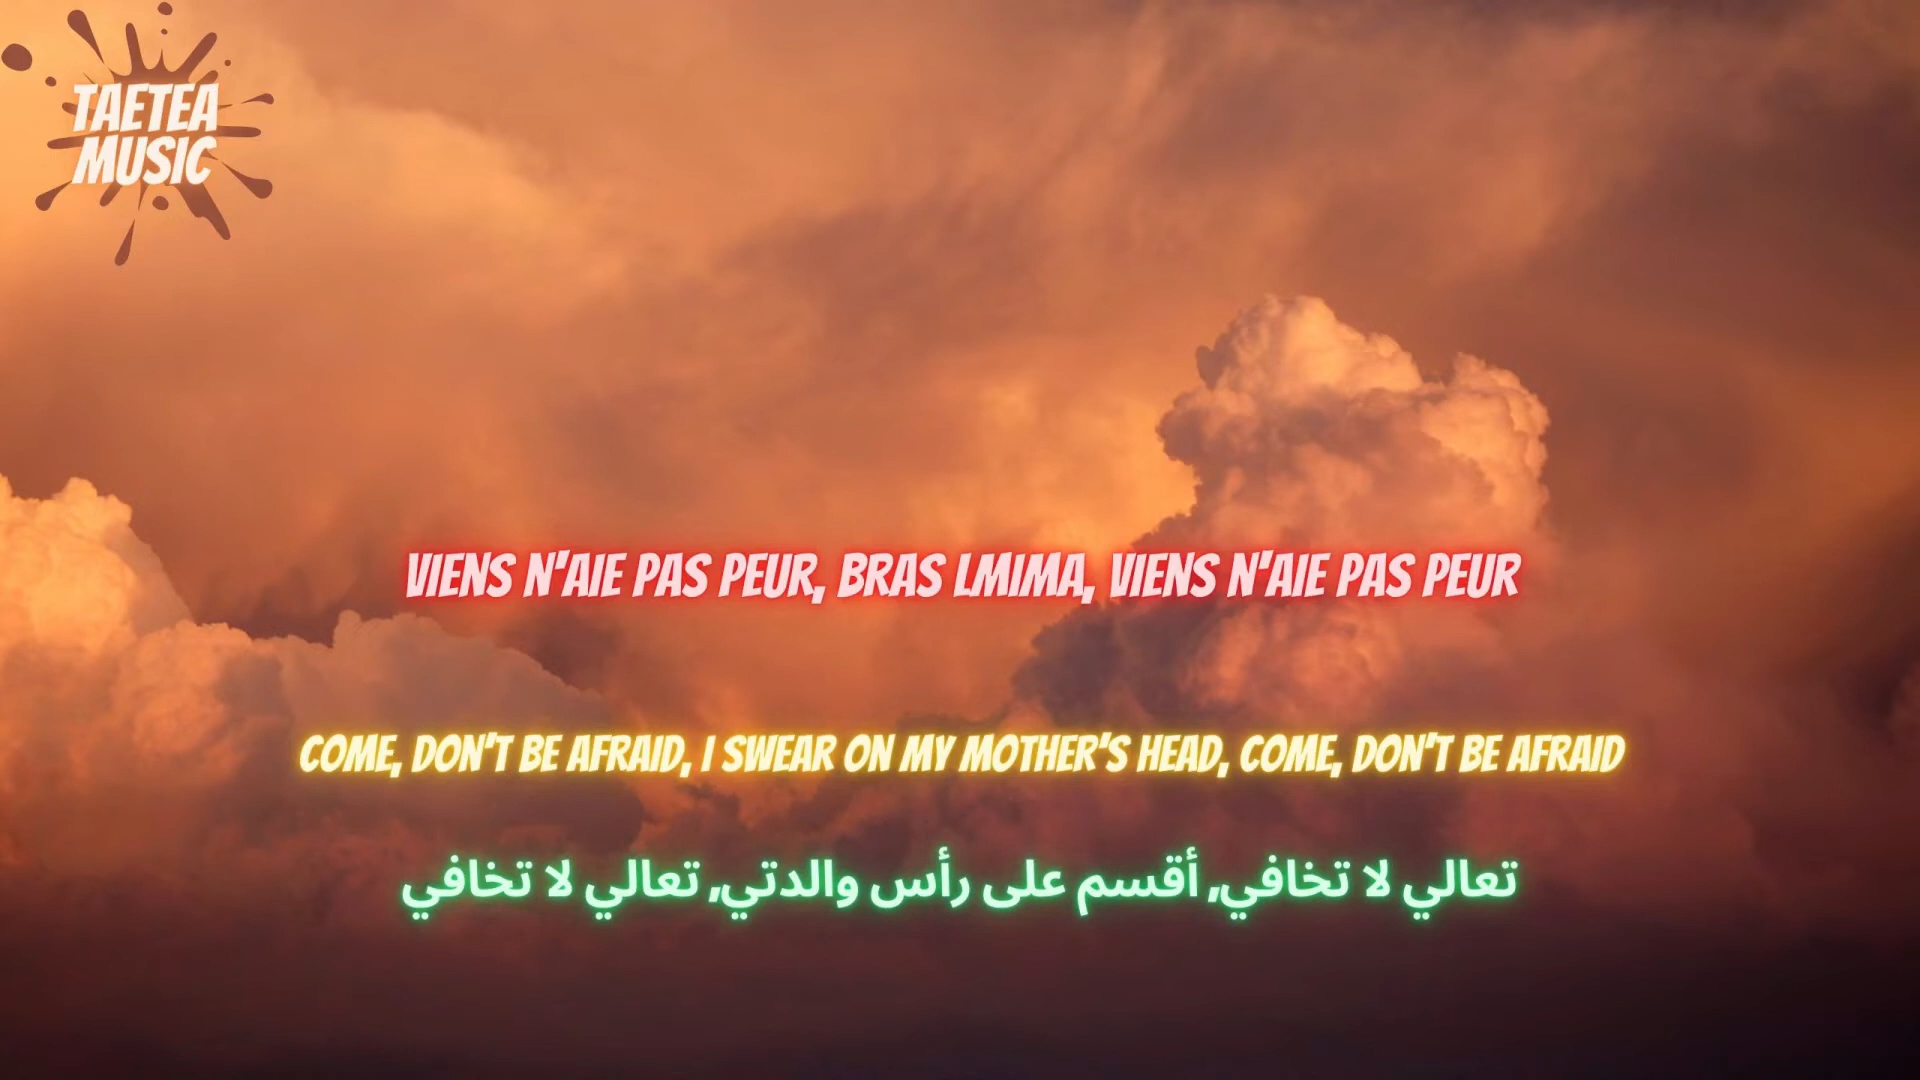 TAETEA
MUSIC
VIENS N'AIE PAS PEUR, BRAS LMIMA, VIENS N'AIE PAS PEUR
COME, DON'T BE AFRAID, I SWEAR ON MY MOTHER'S HEAD, COME, DON'T BE AFRAID
تعالي لا تخافي, أقسم على رأس والدتي, تعالي لا تخافي